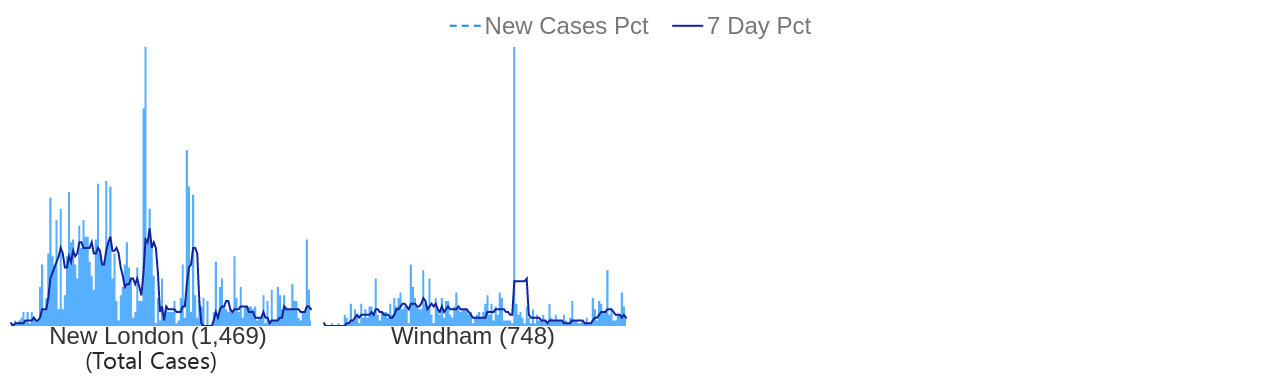 New Cases Pct 7 Day Pct
New London (1,469) Windham (748)
(Total Cases)